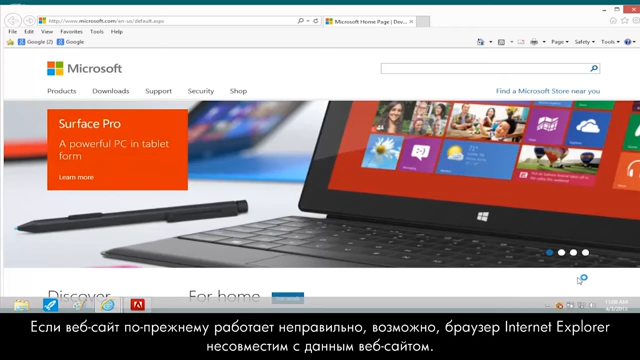 http://www.microsoft.com/en-us/default.aspx
Microsoft Home Page | Dev...
File Edit View Favorites Tools Help
Google (2) Google
Page Safety Tools
Microsoft
Find a Microsoft Store near you
Products Downloads Support Security Shop
Surface Pro
A powerful PC in tablet
form
Learn more
Discover For home
Если веб-сайт по-прежнему работает неправильно, возможно, браузер Internet Explorer
несовместим с данным веб-сайтом.